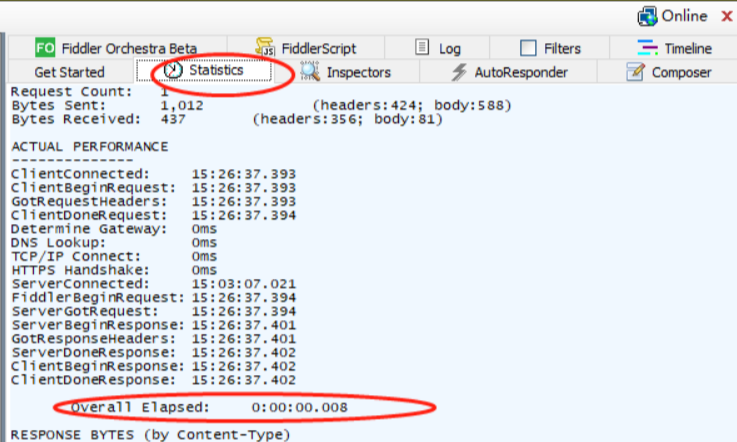 Online X
FO Fiddler Orchestra Beta JS FiddlerScript Log Filters Timeline
Get Started Statistics Inspectors AutoResponder Composer
Request Count: 1
Bytes Sent: 1,012 (headers:424; body:588)
Bytes Received: 437 (headers:356; body:81)
ACTUAL PERFORMANCE
--------------
ClientConnected: 15:26:37.393
ClientBeginRequest: 15:26:37.393
GotRequestHeaders: 15:26:37.393
ClientDoneRequest: 15:26:37.394
Determine Gateway: 0ms
DNS Lookup: 0ms
TCP/IP Connect: 0ms
HTTPS Handshake: 0ms
ServerConnected: 15:03:07.021
FiddlerBeginRequest: 15:26:37.394
ServerGotRequest: 15:26:37.394
ServerBeginResponse: 15:26:37.401
GotResponseHeaders: 15:26:37.401
ServerDoneResponse: 15:26:37.402
ClientBeginResponse: 15:26:37.402
ClientDoneResponse: 15:26:37.402
Overall Elapsed: 0:00:00.008
RESPONSE BYTES (by Content-Type)